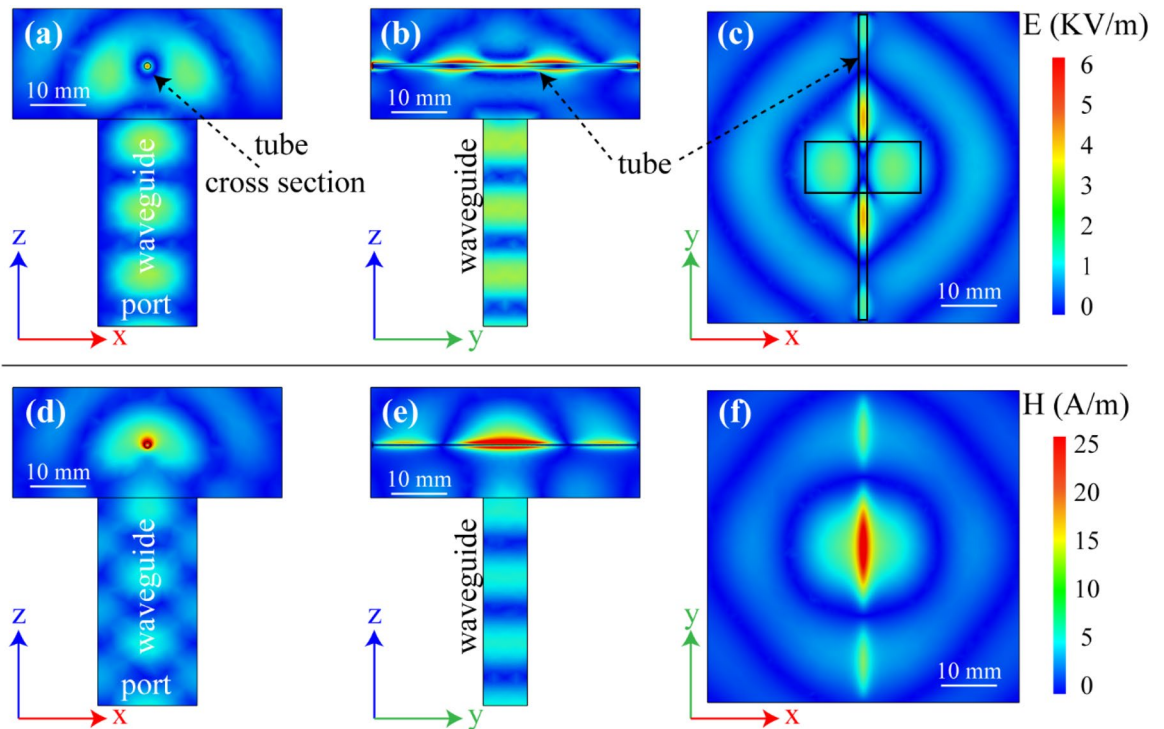 (a)
10 mm
tube
cross section
waveguide
port
z
x
(b)
10 mm
tube
waveguide
z
y
(c)
10 mm
y
x
E (KV/m)
6
5
4
3
2
1
0
(d)
10 mm
waveguide
port
z
x
(e)
10 mm
waveguide
z
y
(f)
10 mm
y
x
H (A/m)
25
20
15
10
5
0